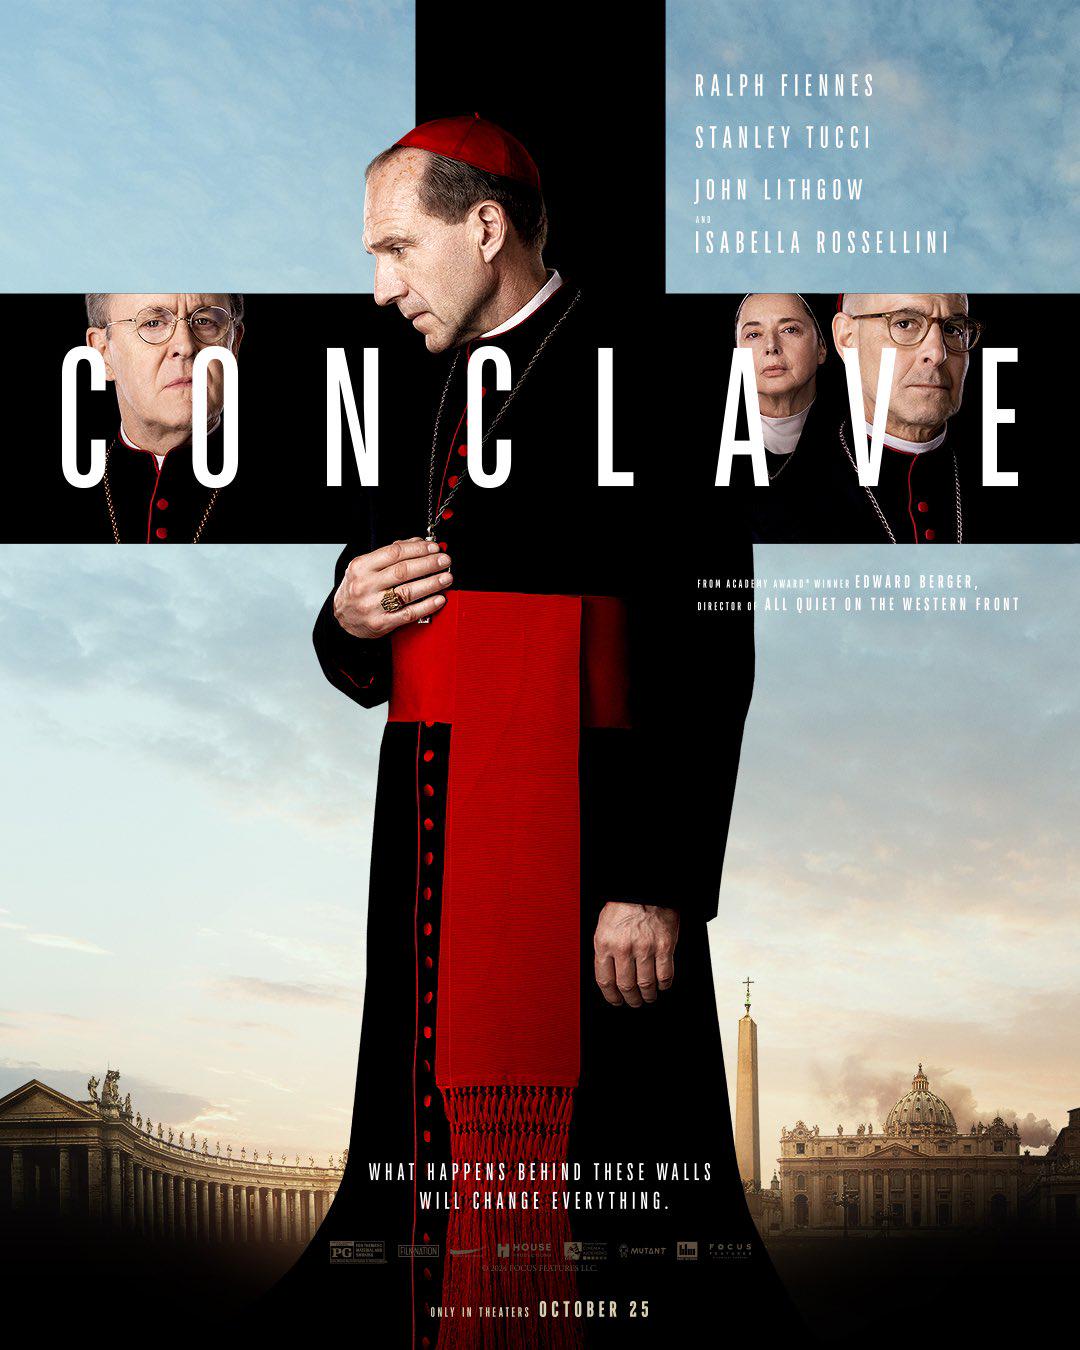 RALPH FIENNES
STANLEY TUCCI
JOHN LITHGOW
AND
ISABELLA ROSSELLINI
CONCLAVE
FROM ACADEMY AWARD® WINNER EDWARD BERGER,
DIRECTOR OF ALL QUIET ON THE WESTERN FRONT
WHAT HAPPENS BEHIND THESE WALLS
WILL CHANGE EVERYTHING.
PG FILMNATION HOUSE PRODUCTIONS MUTANT FOCUS FEATURES
© 2024 FOCUS FEATURES LLC.
ONLY IN THEATERS OCTOBER 25